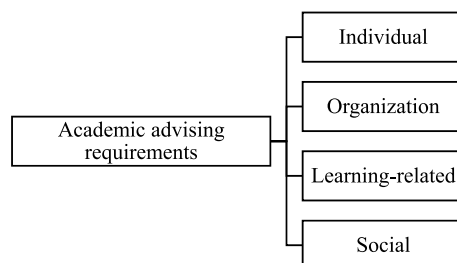 Individual
Organization
Academic advising
requirements
Learning-related
Social